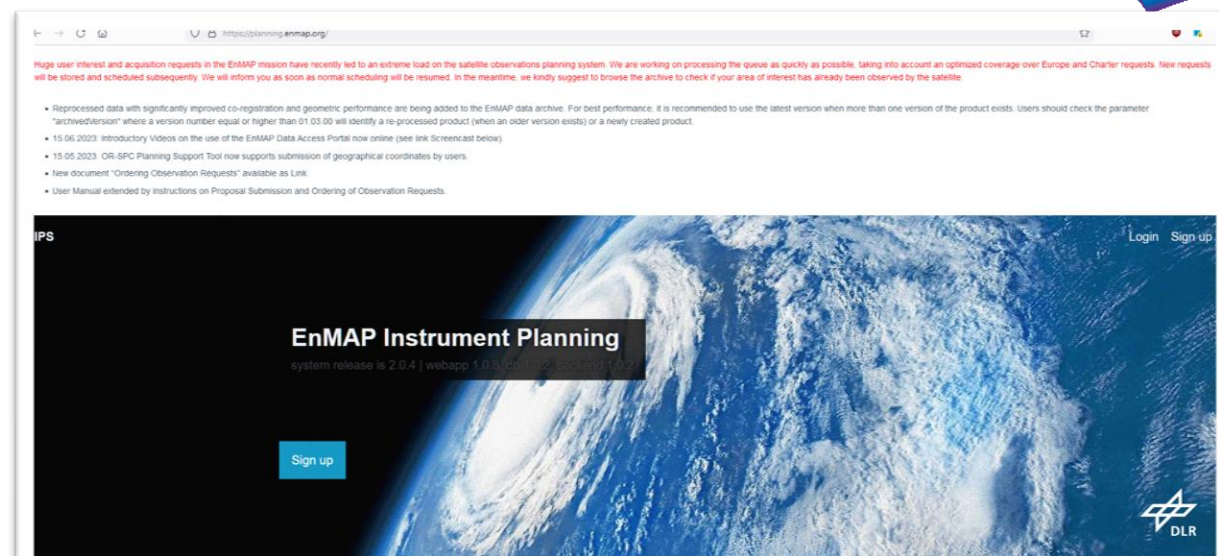 https://planning.enmap.org/
Huge user interest and acquisition requests in the EnMAP mission have recently led to an extreme load on the satellite observations planning system. We are working on processing the queue as quickly as possible, taking into account an optimized coverage over Europe and Charter requests. New requests
will be stored and scheduled subsequently. We will inform you as soon as normal scheduling will be resumed. In the meantime, we kindly suggest to browse the archive to check if your area of interest has already been observed by the satellite.
• Reprocessed data with significantly improved co-registration and geometric performance are being added to the EnMAP data archive. For best performance, it is recommended to use the latest version when more than one version of the product exists. Users should check the parameter
"archivedVersion" where a version number equal or higher than 01.03.00 will identify a re-processed product (when an older version exists) or a newly created product.
• 15.06.2023: Introductory Videos on the use of the EnMAP Data Access Portal now online (see link Screencast below)
• 15.05.2023: OR-SPC Planning Support Tool now supports submission of geographical coordinates by users.
• New document "Ordering Observation Requests" available as Link.
• User Manual extended by instructions on Proposal Submission and Ordering of Observation Requests.
IPS
Login Sign up
EnMAP Instrument Planning
system release is 2.0.4 | webapp 1.0.8, 1.0.2, backend 1.0.2
Sign up
DLR